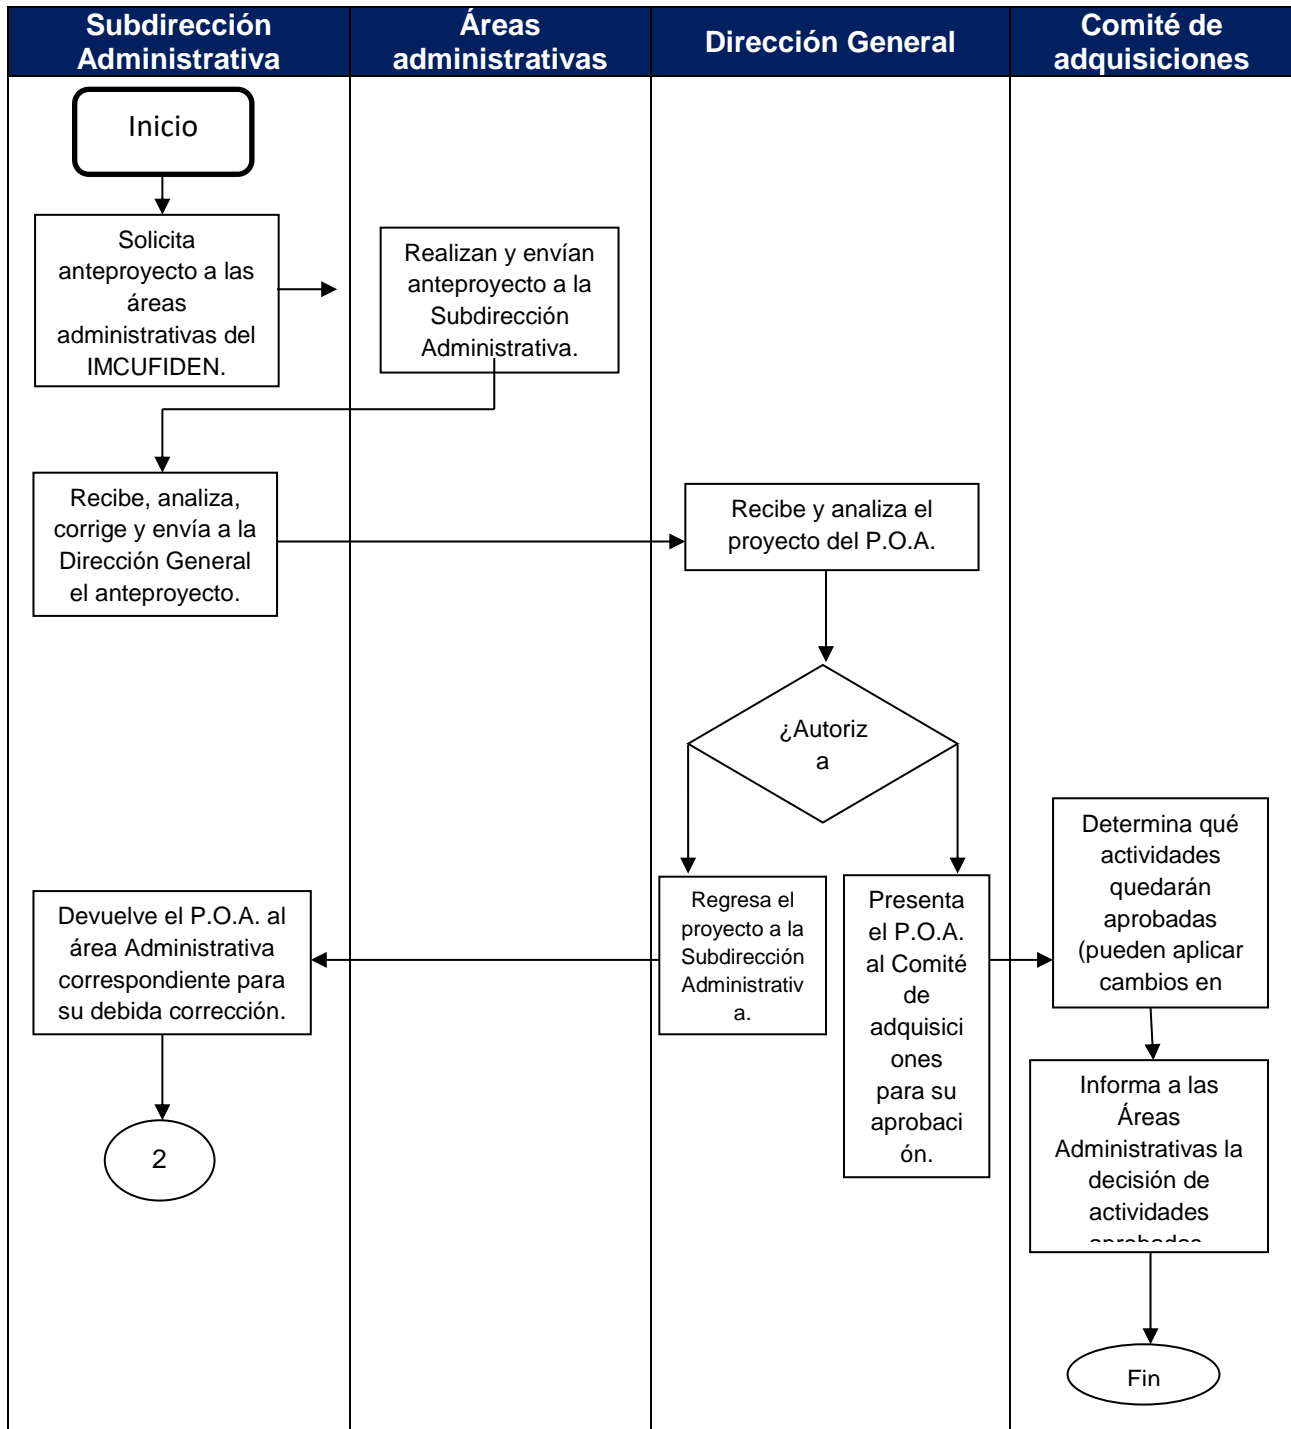 Subdirección
Administrativa
Áreas
administrativas
Dirección General
Comité de
adquisiciones
Inicio
Solicita
anteproyecto a las
áreas
administrativas del
IMCUFIDEN.
Realizan y envían
anteproyecto a la
Subdirección
Administrativa.
Recibe, analiza,
corrige y envía a la
Dirección General
el anteproyecto.
Recibe y analiza el
proyecto del P.O.A.
¿Autoriz
a
Regresa el
proyecto a la
Subdirección
Administrativ
a.
Presenta
el P.O.A.
al Comité
de
adquisici
ones
para su
aprobaci
ón.
Determina qué
actividades
quedarán
aprobadas
(pueden aplicar
cambios en
Devuelve el P.O.A. al
área Administrativa
correspondiente para
su debida corrección.
2
Informa a las
Áreas
Administrativas la
decisión de
actividades
Fin